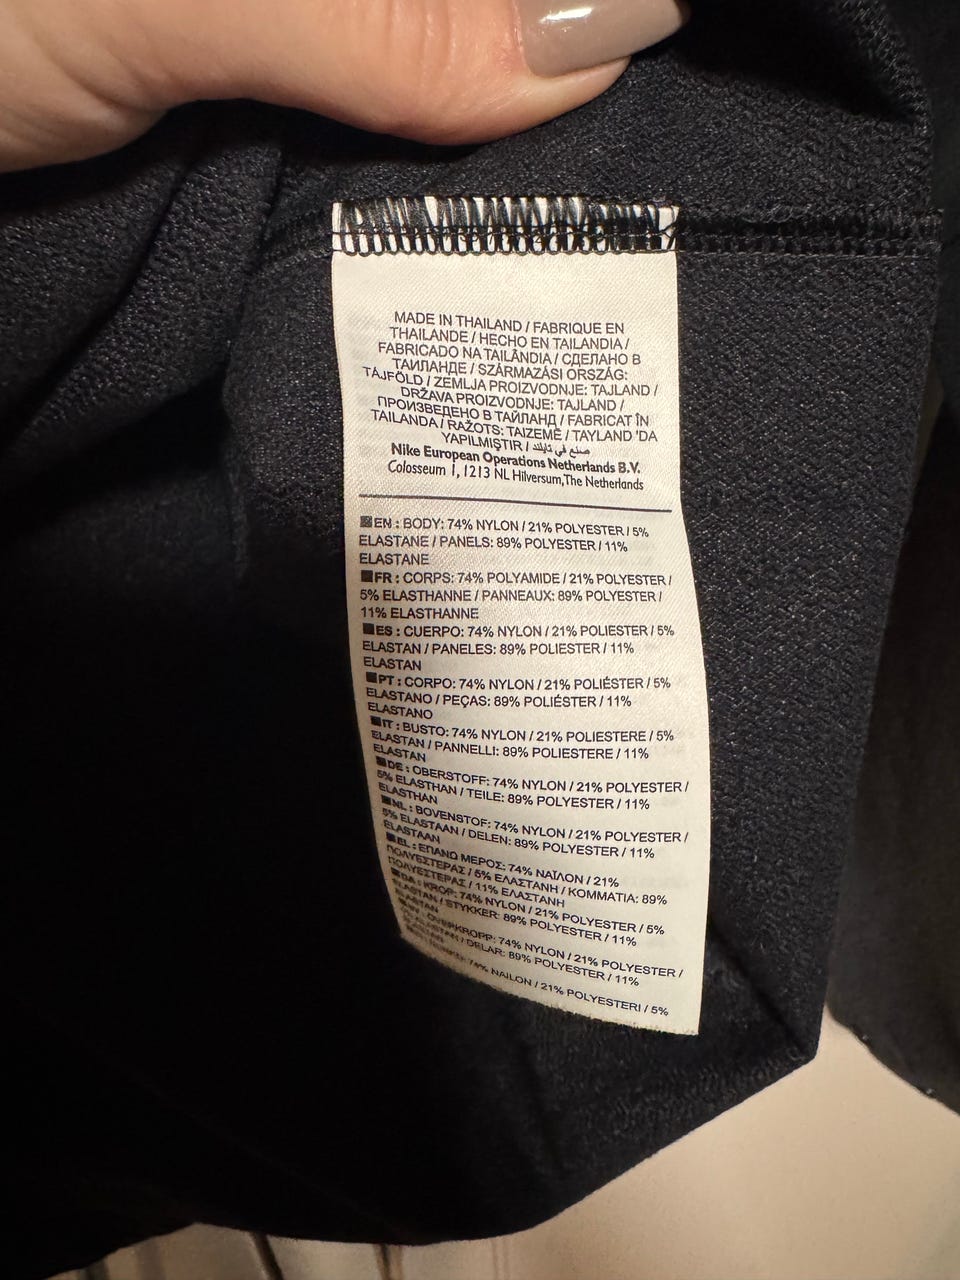 MADE IN THAILAND / FABRIQUE EN
THAILANDE / HECHO EN TAILANDIA /
FABRICADO NA TAILÂNDIA / СДЕЛАНО В
ТАИЛАНДЕ / SZÁRMAZÁSI ORSZÁG:
TÁJFÖLD / ZEMLJA PROIZVODNJE: TAJLAND /
DRŽAVA PROIZVODNJE: TAJLAND /
ПРОИЗВЕДЕНО В ТАЙЛАНД / FABRICAT ÎN
TAILANDA / RAŽOTS: TAIZEMĒ / TAYLAND 'DA
YAPILMIŞTIR / صنع في تايلند
Nike European Operations Netherlands B.V.
Colosseum 1, 1213 NL Hilversum, The Netherlands
EN : BODY: 74% NYLON / 21% POLYESTER / 5%
ELASTANE / PANELS: 89% POLYESTER / 11%
ELASTANE
FR : CORPS: 74% POLYAMIDE / 21% POLYESTER /
5% ELASTHANNE / PANNEAUX: 89% POLYESTER /
11% ELASTHANNE
ES : CUERPO: 74% NYLON / 21% POLIESTER / 5%
ELASTAN / PANELES: 89% POLIESTER / 11%
ELASTAN
PT : CORPO: 74% NYLON / 21% POLIÉSTER / 5%
ELASTANO / PEÇAS: 89% POLIÉSTER / 11%
ELASTANO
IT : BUSTO: 74% NYLON / 21% POLIESTERE / 5%
ELASTAN / PANNELLI: 89% POLIESTERE / 11%
ELASTAN
DE : OBERSTOFF: 74% NYLON / 21% POLYESTER /
5% ELASTHAN / TEILE: 89% POLYESTER / 11%
ELASTHAN
NL : BOVENSTOF: 74% NYLON / 21% POLYESTER /
5% ELASTAAN / DELEN: 89% POLYESTER / 11%
ELASTAAN
EL : ΕΠΑΝΩ ΜΕΡΟΣ: 74% ΝΑΪΛΟΝ / 21%
ΠΟΛΥΕΣΤΕΡΑΣ / 5% ΕΛΑΣΤΑΝΗ / ΚΟΜΜΑΤΙΑ: 89%
ΠΟΛΥΕΣΤΕΡΑΣ / 11% ΕΛΑΣΤΑΝΗ
DA : KROP: 74% NYLON / 21% POLYESTER / 5%
ELASTAN / STYKKER: 89% POLYESTER / 11%
ELASTAN
OVERKROPP: 74% NYLON / 21% POLYESTER /
5% ELASTAN / DELAR: 89% POLYESTER / 11%
74% NAILON / 21% POLYESTERI / 5%